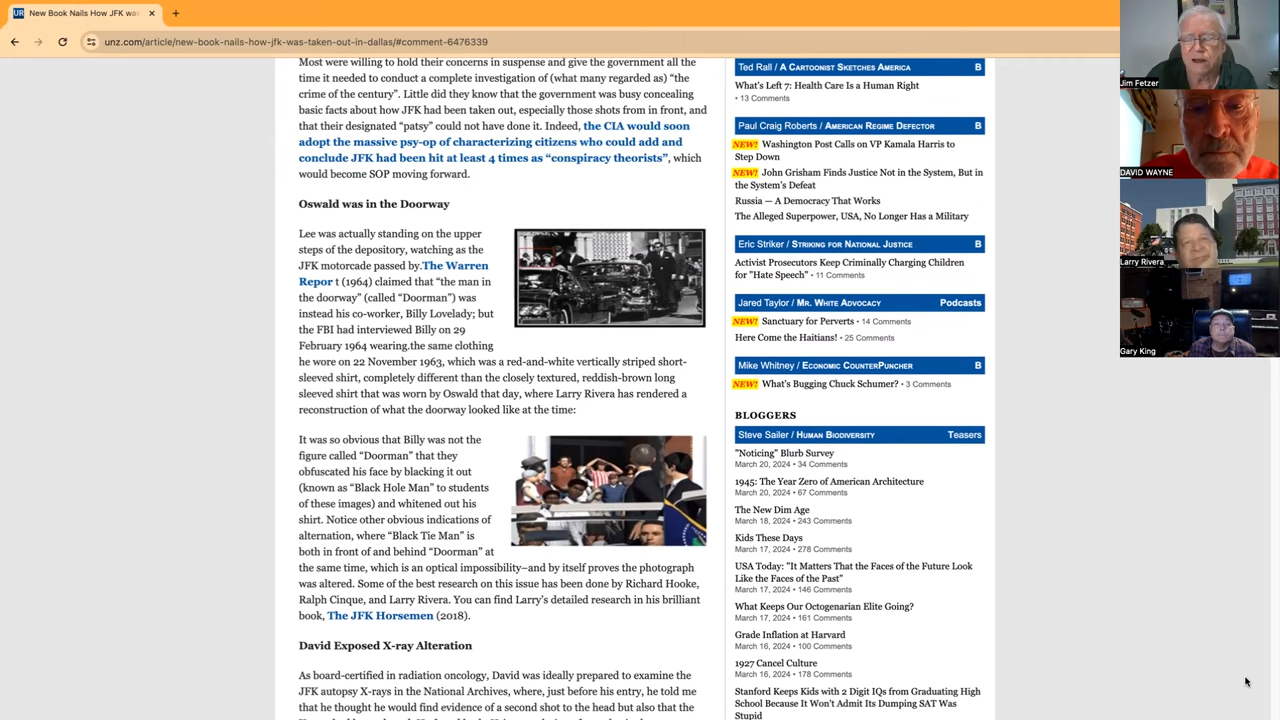 UR New Book Nails How JFK wa
unz.com/article/new-book-nails-how-jfk-was-taken-out-in-dallas/#comment-6476339
Most were willing to hold their concerns in suspense and give the government all the
time it needed to conduct a complete investigation of (what many regarded as) "the
crime of the century". Little did they know that the government was busy concealing
basic facts about how JFK had been taken out, especially those shots from in front, and
that their designated "patsy" could not have done it. Indeed, the CIA would soon
adopt the massive psy-op of characterizing citizens who could add and
conclude JFK had been hit at least 4 times as "conspiracy theorists", which
would become SOP moving forward.
Oswald was in the Doorway
Lee was actually standing on the upper
steps of the depository, watching as the
JFK motorcade passed by.The Warren
Repor t (1964) claimed that "the man in
the doorway" (called "Doorman") was
instead his co-worker, Billy Lovelady; but
the FBI had interviewed Billy on 29
February 1964 wearing.the same clothing
he wore on 22 November 1963, which was a red-and-white vertically striped short-
sleeved shirt, completely different than the closely textured, reddish-brown long
sleeved shirt that was worn by Oswald that day, where Larry Rivera has rendered a
reconstruction of what the doorway looked like at the time:
It was so obvious that Billy was not the
figure called "Doorman" that they
obfuscated his face by blacking it out
(known as "Black Hole Man" to students
of these images) and whitened out his
shirt. Notice other obvious indications of
alternation, where "Black Tie Man" is
both in front of and behind "Doorman" at
the same time, which is an optical impossibility–and by itself proves the photograph
was altered. Some of the best research on this issue has been done by Richard Hooke,
Ralph Cinque, and Larry Rivera. You can find Larry's detailed research in his brilliant
book, The JFK Horsemen (2018).
David Exposed X-ray Alteration
As board-certified in radiation oncology, David was ideally prepared to examine the
JFK autopsy X-rays in the National Archives, where, just before his entry, he told me
that he thought he would find evidence of a second shot to the head but also that the
Ted Rall / A Cartoonist Sketches America B
What's Left 7: Health Care Is a Human Right
• 13 Comments
Paul Craig Roberts / American Regime Defector B
NEW! Washington Post Calls on VP Kamala Harris to
Step Down
NEW! John Grisham Finds Justice Not in the System, But in
the System's Defeat
Russia — A Democracy That Works
The Alleged Superpower, USA, No Longer Has a Military
Eric Striker / Striking for National Justice B
Activist Prosecutors Keep Criminally Charging Children
for "Hate Speech" • 11 Comments
Jared Taylor / Mr. White Advocacy Podcasts
NEW! Sanctuary for Perverts • 14 Comments
Here Come the Haitians! • 25 Comments
Mike Whitney / Economic CounterPuncher B
NEW! What's Bugging Chuck Schumer? • 3 Comments
BLOGGERS
Steve Sailer / Human Biodiversity Teasers
"Noticing" Blurb Survey
March 20, 2024 • 34 Comments
1945: The Year Zero of American Architecture
March 20, 2024 • 67 Comments
The New Dim Age
March 18, 2024 • 243 Comments
Kids These Days
March 17, 2024 • 278 Comments
USA Today: "It Matters That the Faces of the Future Look
Like the Faces of the Past"
March 17, 2024 • 146 Comments
What Keeps Our Octogenarian Elite Going?
March 17, 2024 • 161 Comments
Grade Inflation at Harvard
March 16, 2024 • 100 Comments
1927 Cancel Culture
March 16, 2024 • 178 Comments
Stanford Keeps Kids with 2 Digit IQs from Graduating High
School Because It Won't Admit Its Dumping SAT Was
Stupid
Jim Fetzer
DAVID WAYNE
Larry Rivera
Gary King